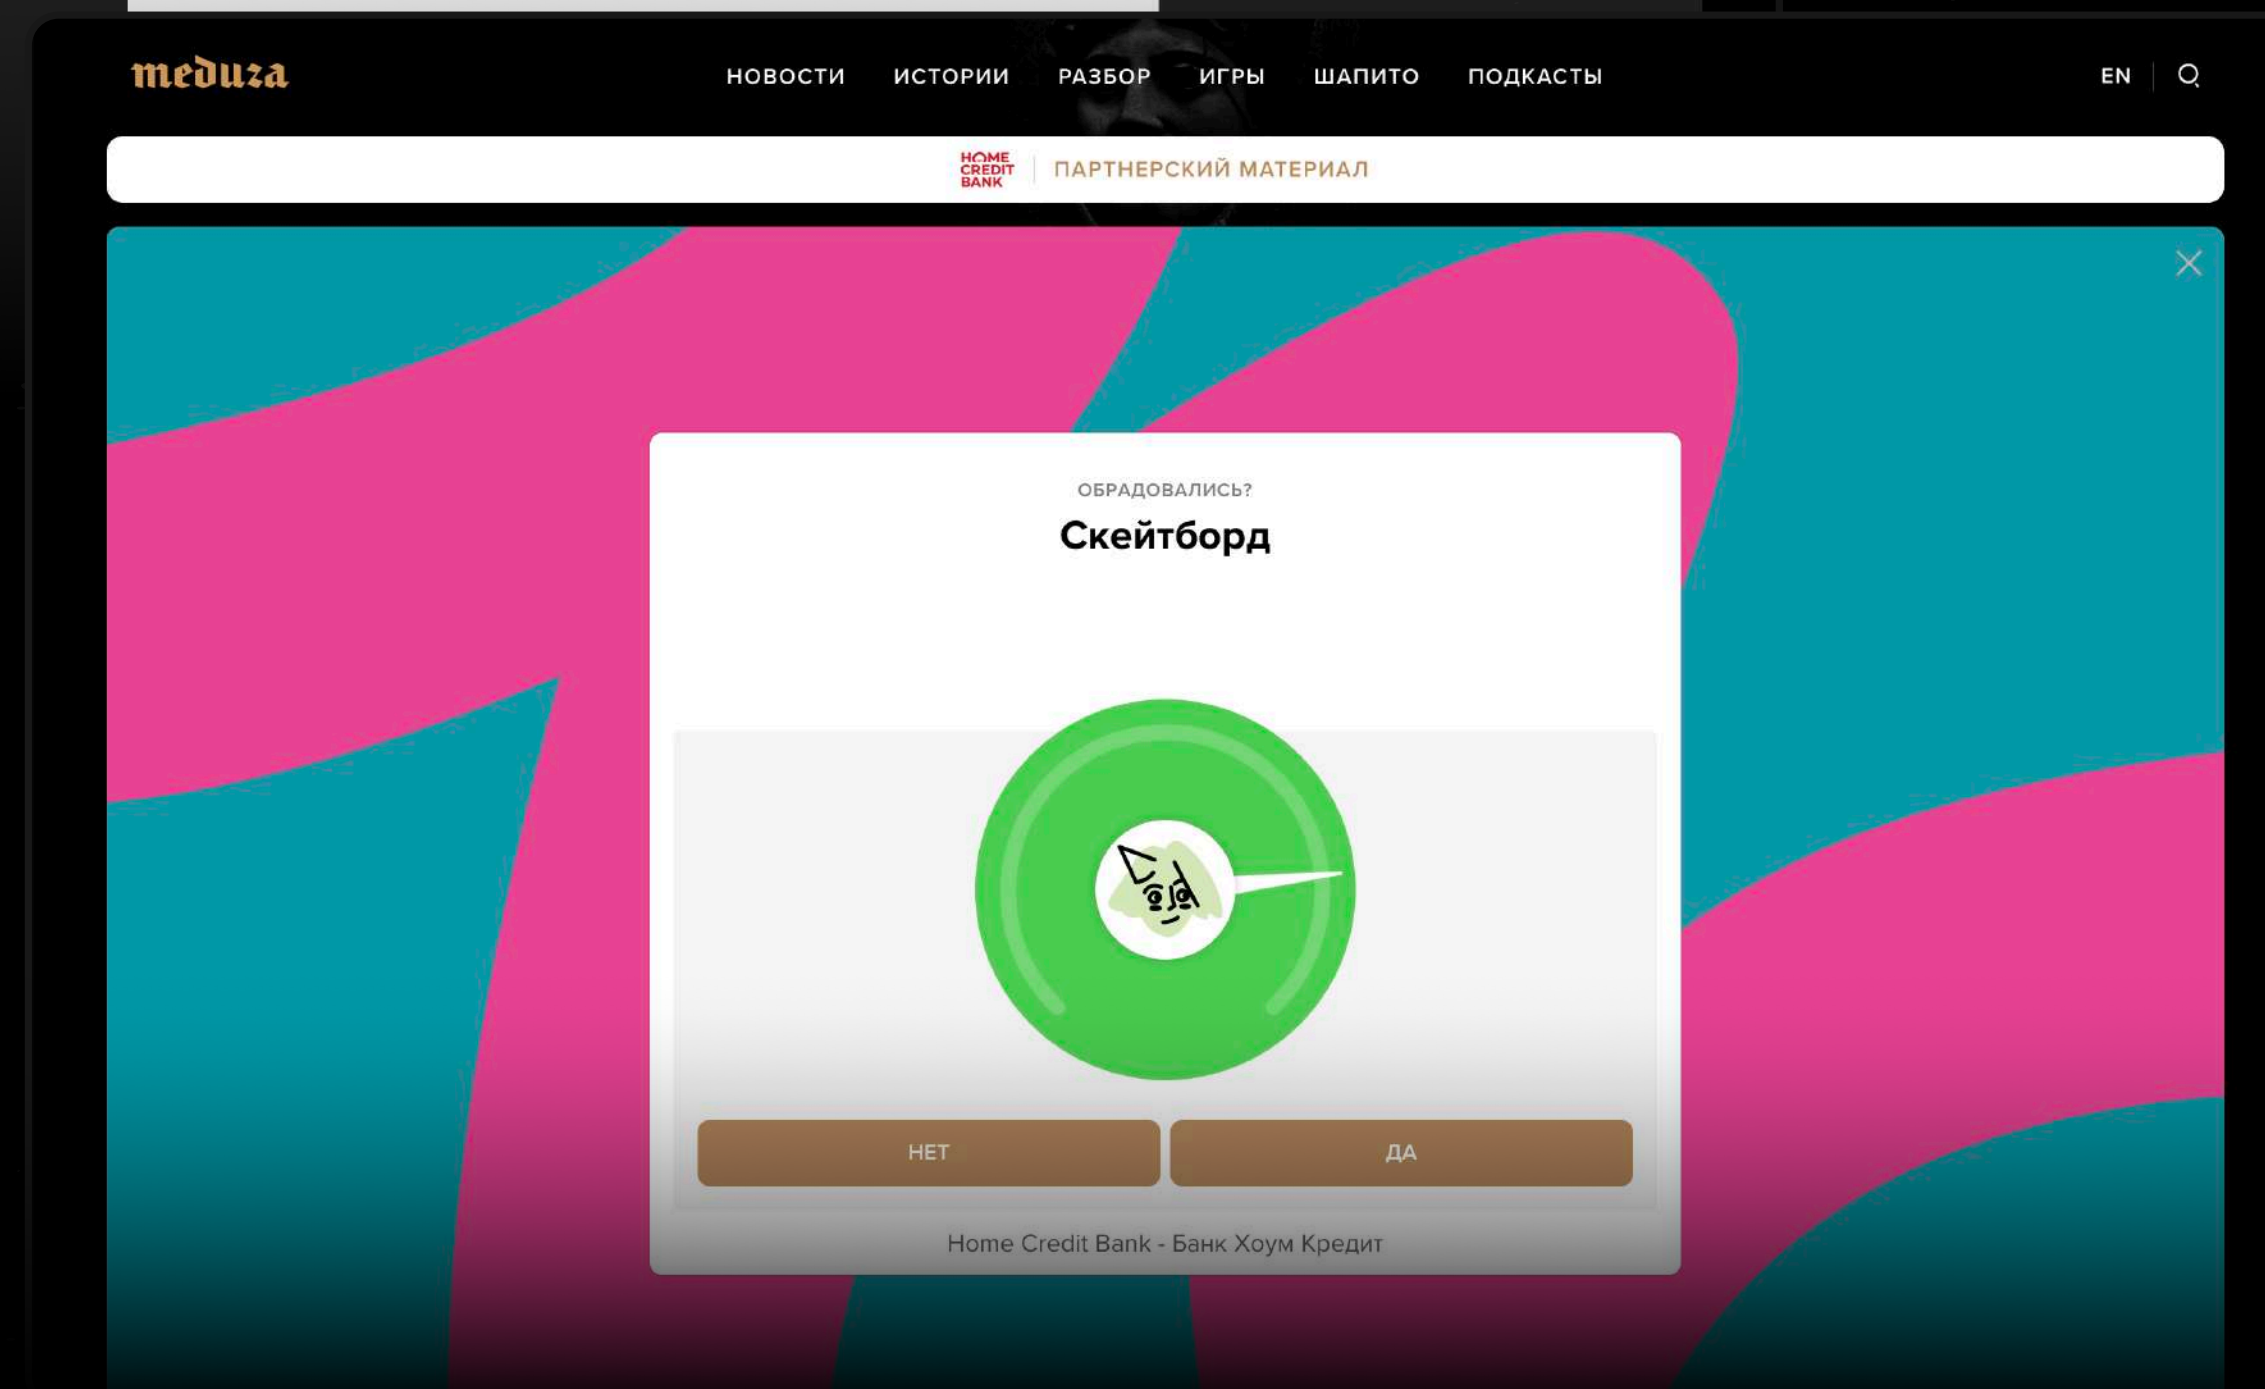 meduza
НОВОСТИ ИСТОРИИ РАЗБОР ИГРЫ ШАПИТО ПОДКАСТЫ
EN
HOME
CREDIT
BANK
ПАРТНЕРСКИЙ МАТЕРИАЛ
ОБРАДОВАЛИСЬ?
Скейтборд
НЕТ
ДА
Home Credit Bank - Банк Хоум Кредит